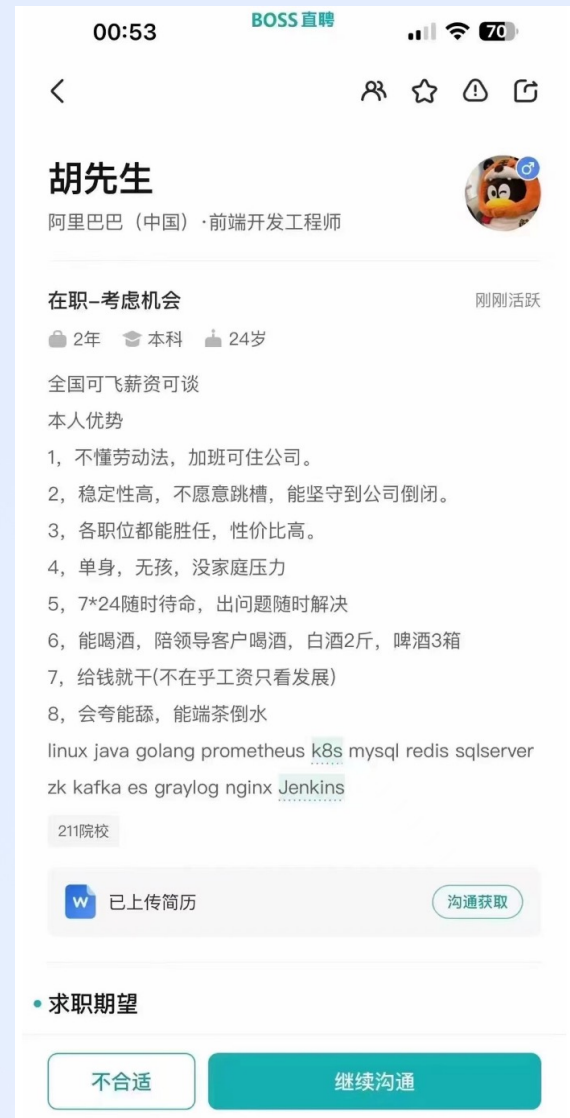 00:53
BOSS直聘
70
胡先生
阿里巴巴（中国）·前端开发工程师
在职-考虑机会
刚刚活跃
2年 本科 24岁
全国可飞薪资可谈
本人优势
1，不懂劳动法，加班可住公司。
2，稳定性高，不愿意跳槽，能坚守到公司倒闭。
3，各职位都能胜任，性价比高。
4，单身，无孩，没家庭压力
5，7*24随时待命，出问题随时解决
6，能喝酒，陪领导客户喝酒，白酒2斤，啤酒3箱
7，给钱就干(不在乎工资只看发展)
8，会夸能舔，能端茶倒水
linux java golang prometheus k8s mysql redis sqlserver
zk kafka es graylog nginx Jenkins
211院校
W 已上传简历
沟通获取
求职期望
不合适
继续沟通